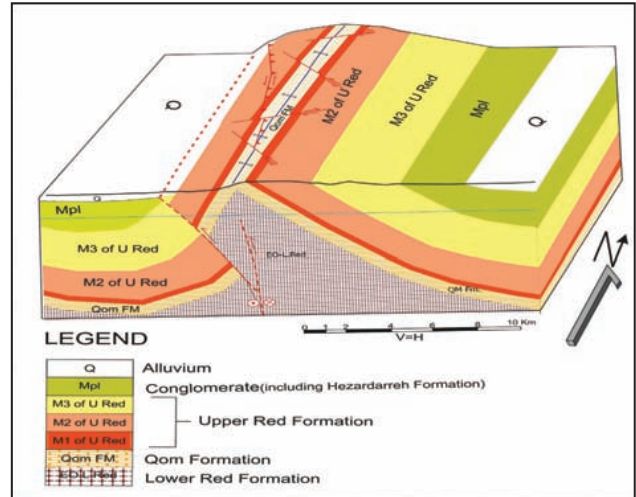 Q
Qom FM
M2 of U Red
M3 of U Red
Mpl
Q
Q
Mpl
M3 of U Red
M2 of U Red
Qom FM
EO-L.Red
N
0 1 2 4 6 8 10 Km
V=H
LEGEND
Q Alluvium
Mpl Conglomerate(including Hezardarreh Formation)
M3 of U Red
M2 of U Red Upper Red Formation
M1 of U Red
Qom FM Qom Formation
EO-L.Red Lower Red Formation